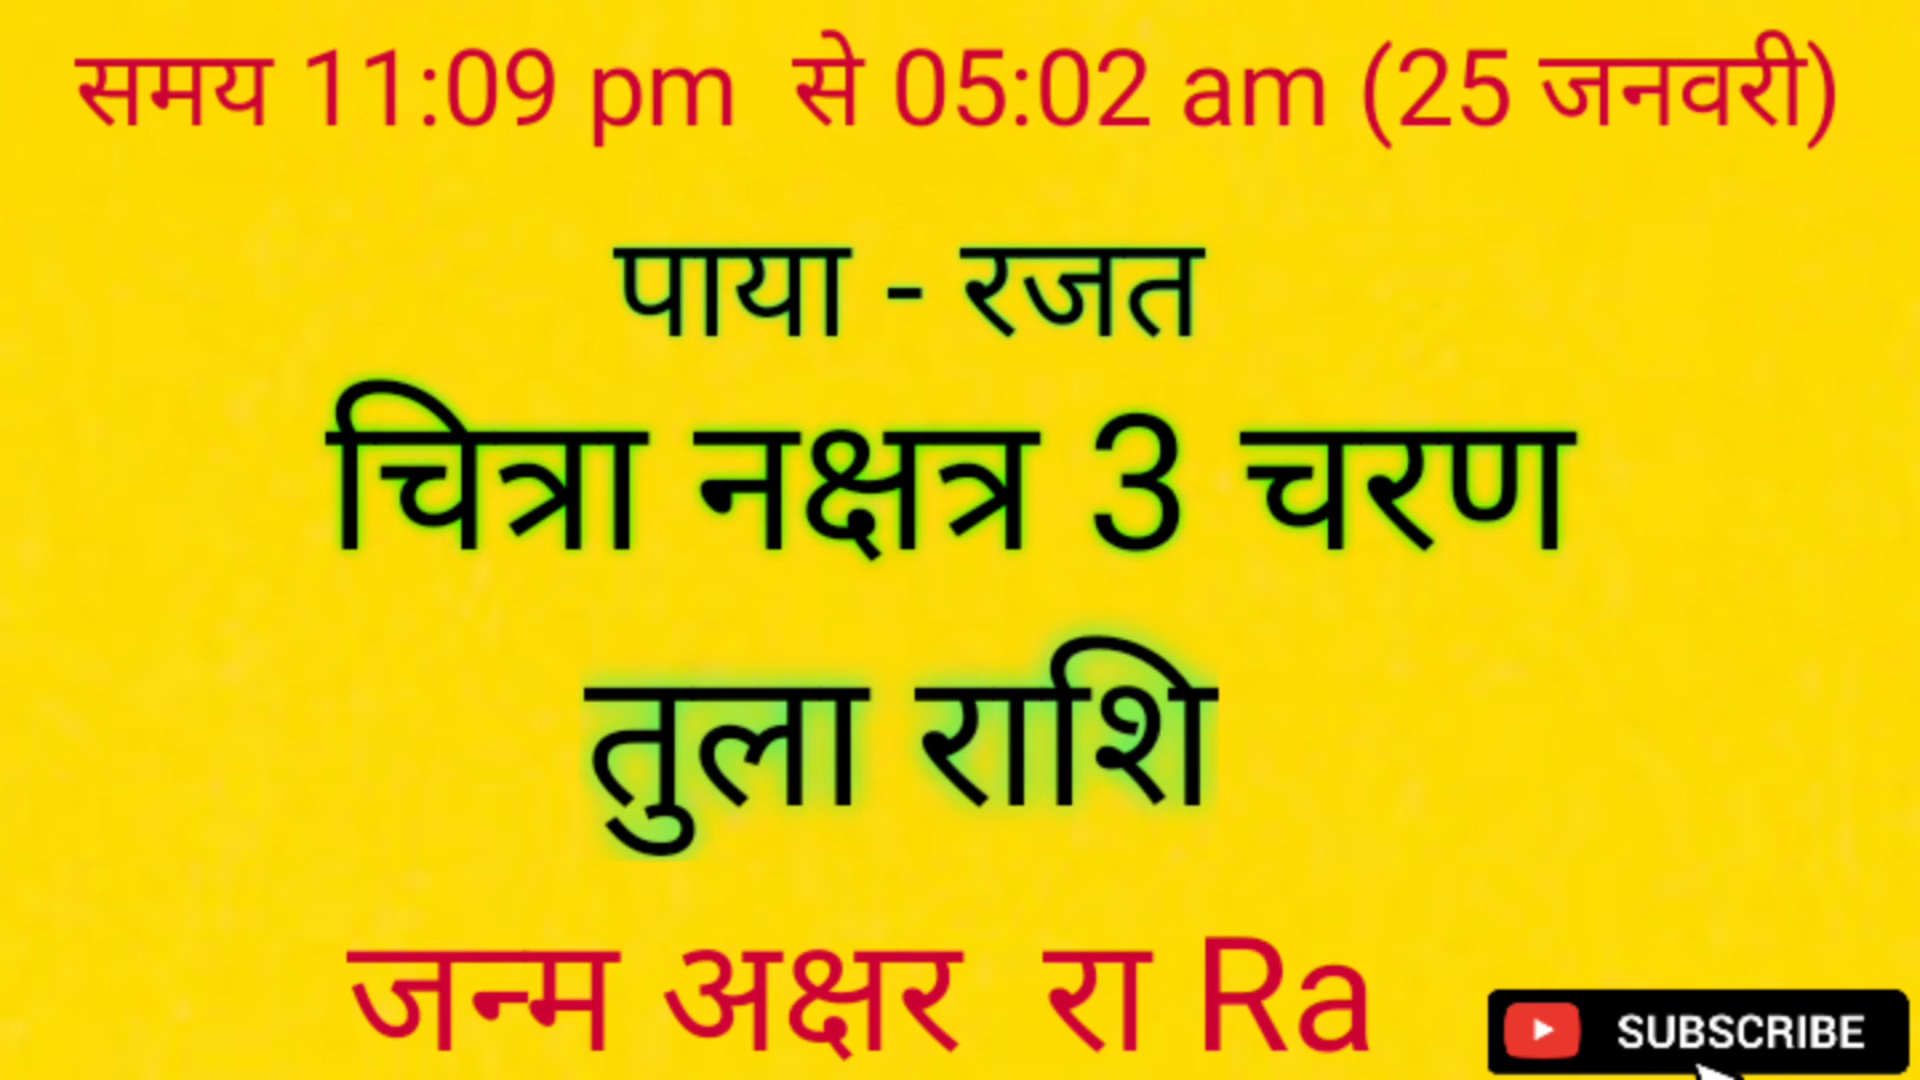 समय 11:09 pm से 05:02 am (25 जनवरी)
पाया - रजत
चित्रा नक्षत्र 3 चरण
तुला राशि
जन्म अक्षर रा Ra
SUBSCRIBE